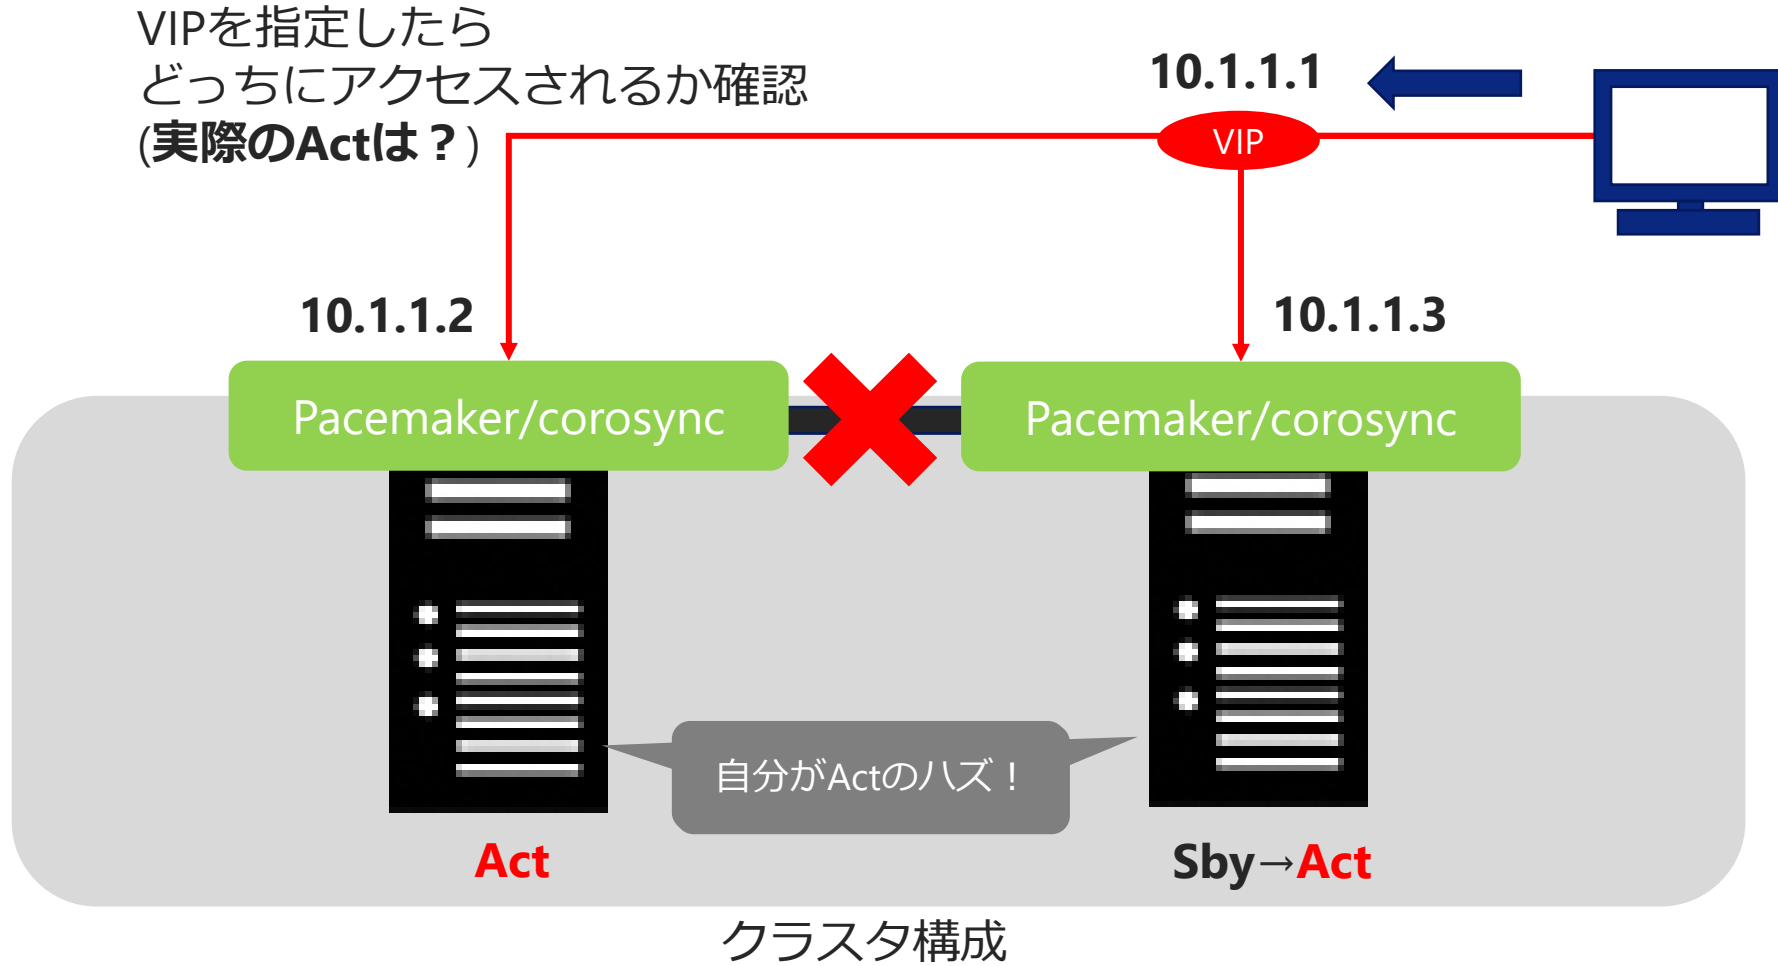 VIPを指定したら
どっちにアクセスされるか確認
(実際のActは？)
10.1.1.1
VIP
10.1.1.2
10.1.1.3
Pacemaker/corosync
Pacemaker/corosync
自分がActのハズ！
Act
Sby→Act
クラスタ構成